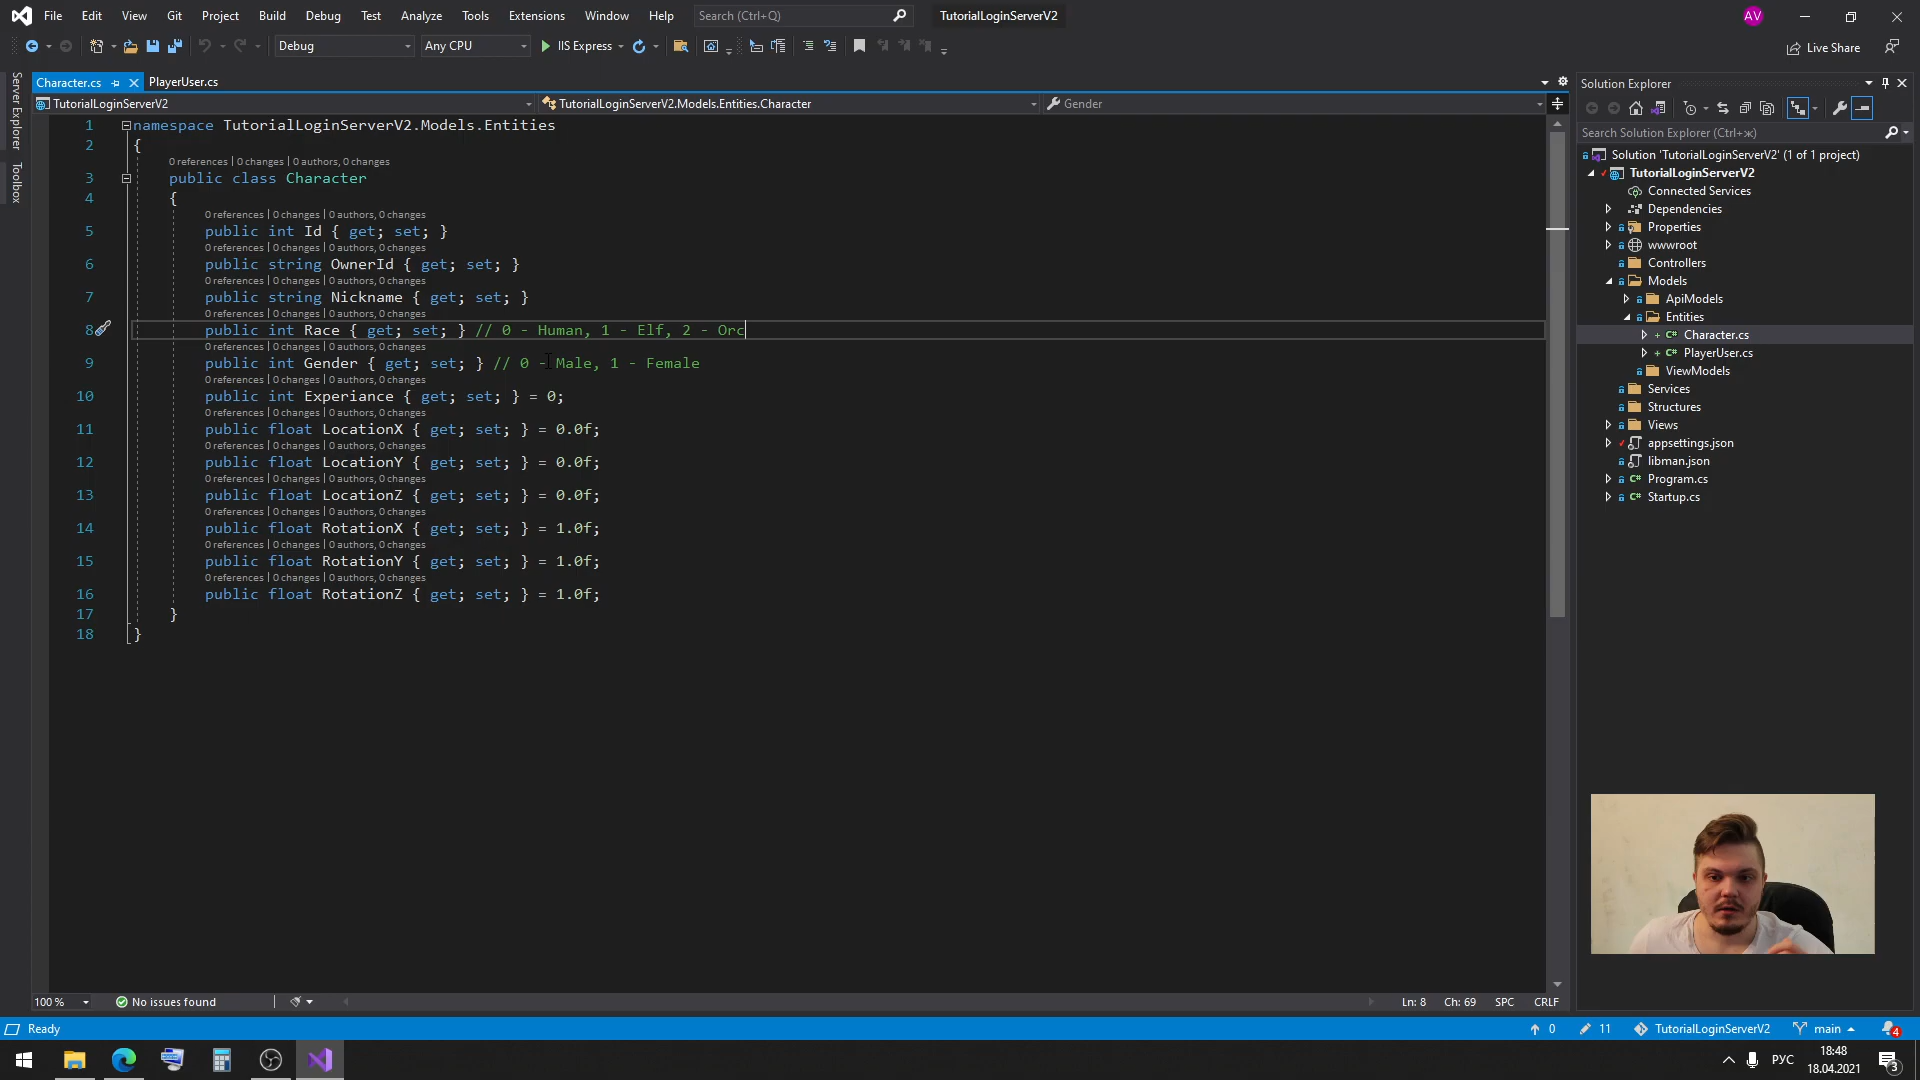 File Edit View Git Project Build Debug Test Analyze Tools Extensions Window Help Search (Ctrl+Q) TutorialLoginServerV2 AV
Debug Any CPU IIS Express Live Share
Server Explorer
Toolbox
Character.cs PlayerUser.cs
TutorialLoginServerV2 TutorialLoginServerV2.Models.Entities.Character Gender
1 namespace TutorialLoginServerV2.Models.Entities
2 {
0 references | 0 changes | 0 authors, 0 changes
3 public class Character
4 {
0 references | 0 changes | 0 authors, 0 changes
5 public int Id { get; set; }
0 references | 0 changes | 0 authors, 0 changes
6 public string OwnerId { get; set; }
0 references | 0 changes | 0 authors, 0 changes
7 public string Nickname { get; set; }
0 references | 0 changes | 0 authors, 0 changes
8 public int Race { get; set; } // 0 - Human, 1 - Elf, 2 - Orc
0 references | 0 changes | 0 authors, 0 changes
9 public int Gender { get; set; } // 0 - Male, 1 - Female
0 references | 0 changes | 0 authors, 0 changes
10 public int Experiance { get; set; } = 0;
0 references | 0 changes | 0 authors, 0 changes
11 public float LocationX { get; set; } = 0.0f;
0 references | 0 changes | 0 authors, 0 changes
12 public float LocationY { get; set; } = 0.0f;
0 references | 0 changes | 0 authors, 0 changes
13 public float LocationZ { get; set; } = 0.0f;
0 references | 0 changes | 0 authors, 0 changes
14 public float RotationX { get; set; } = 1.0f;
0 references | 0 changes | 0 authors, 0 changes
15 public float RotationY { get; set; } = 1.0f;
0 references | 0 changes | 0 authors, 0 changes
16 public float RotationZ { get; set; } = 1.0f;
17 }
18 }
Solution Explorer
Search Solution Explorer (Ctrl+ж)
Solution 'TutorialLoginServerV2' (1 of 1 project)
TutorialLoginServerV2
Connected Services
Dependencies
Properties
wwwroot
Controllers
Models
ApiModels
Entities
C# Character.cs
C# PlayerUser.cs
ViewModels
Services
Structures
Views
appsettings.json
libman.json
C# Program.cs
C# Startup.cs
100 % No issues found Ln: 8 Ch: 69 SPC CRLF
Ready 0 11 TutorialLoginServerV2 main 4
РУС 18:48
18.04.2021 3